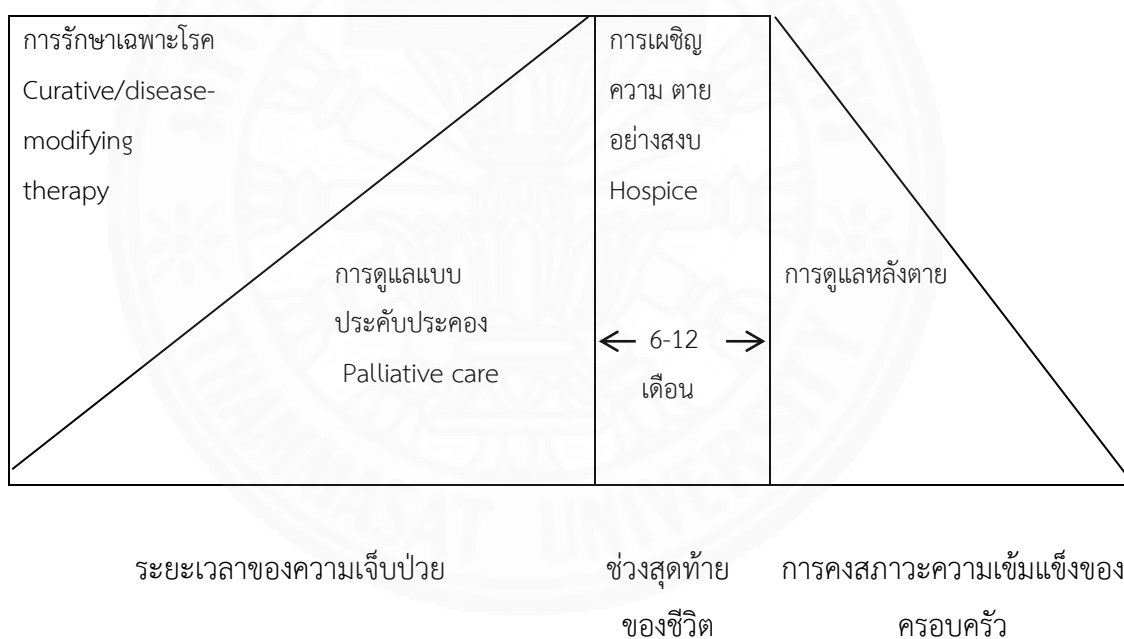 การรักษาเฉพาะโรค
Curative/disease-
modifying
therapy
การดูแลแบบ
ประคับประคอง
Palliative care
การเผชิญ
ความ ตาย
อย่างสงบ
Hospice
6-12
เดือน
การดูแลหลังตาย
ระยะเวลาของความเจ็บป่วย
ช่วงสุดท้าย
ของชีวิต
การคงสภาวะความเข้มแข็งของ
ครอบครัว
THAMMASAT UNIVERSITY